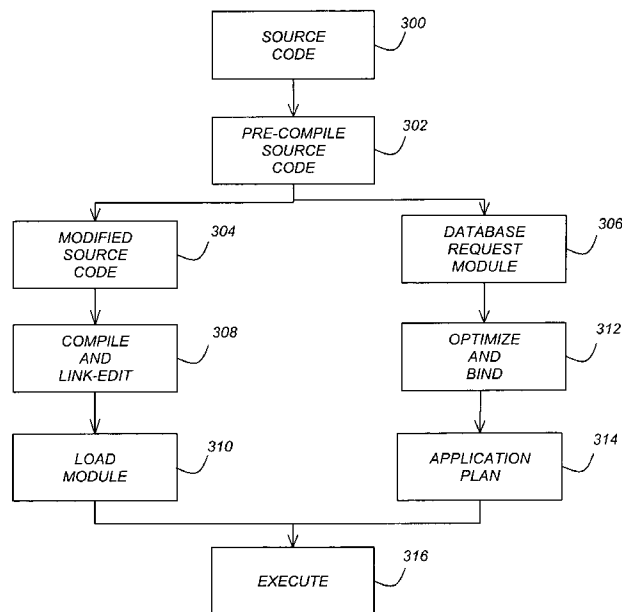 SOURCE
CODE
300
PRE-COMPILE
SOURCE
CODE
302
MODIFIED
SOURCE
CODE
304
DATABASE
REQUEST
MODULE
306
COMPILE
AND
LINK-EDIT
308
OPTIMIZE
AND
BIND
312
LOAD
MODULE
310
APPLICATION
PLAN
314
EXECUTE
316